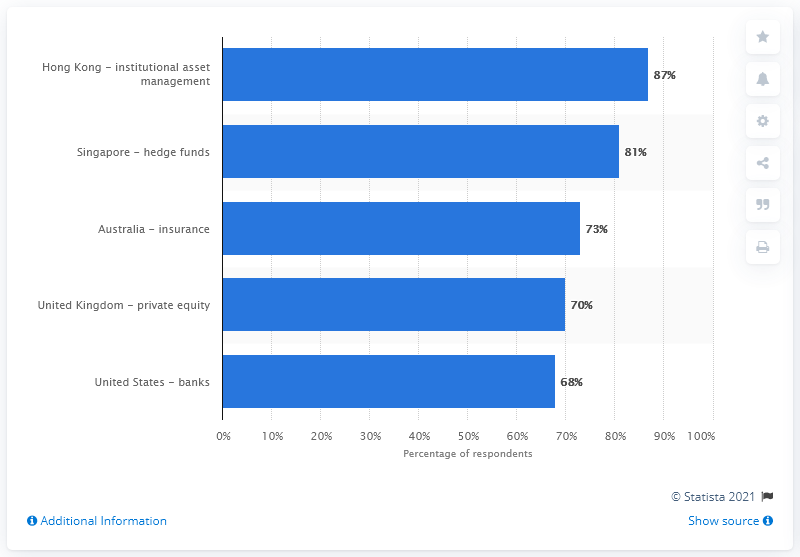 Hong Kong – institutional asset
management
87%
Singapore – hedge funds
81%
Australia – insurance
73%
United Kingdom – private equity
70%
United States – banks
68%
0% 10% 20% 30% 40% 50% 60% 70% 80% 90% 100%
Percentage of respondents
© Statista 2021
Additional Information
Show source